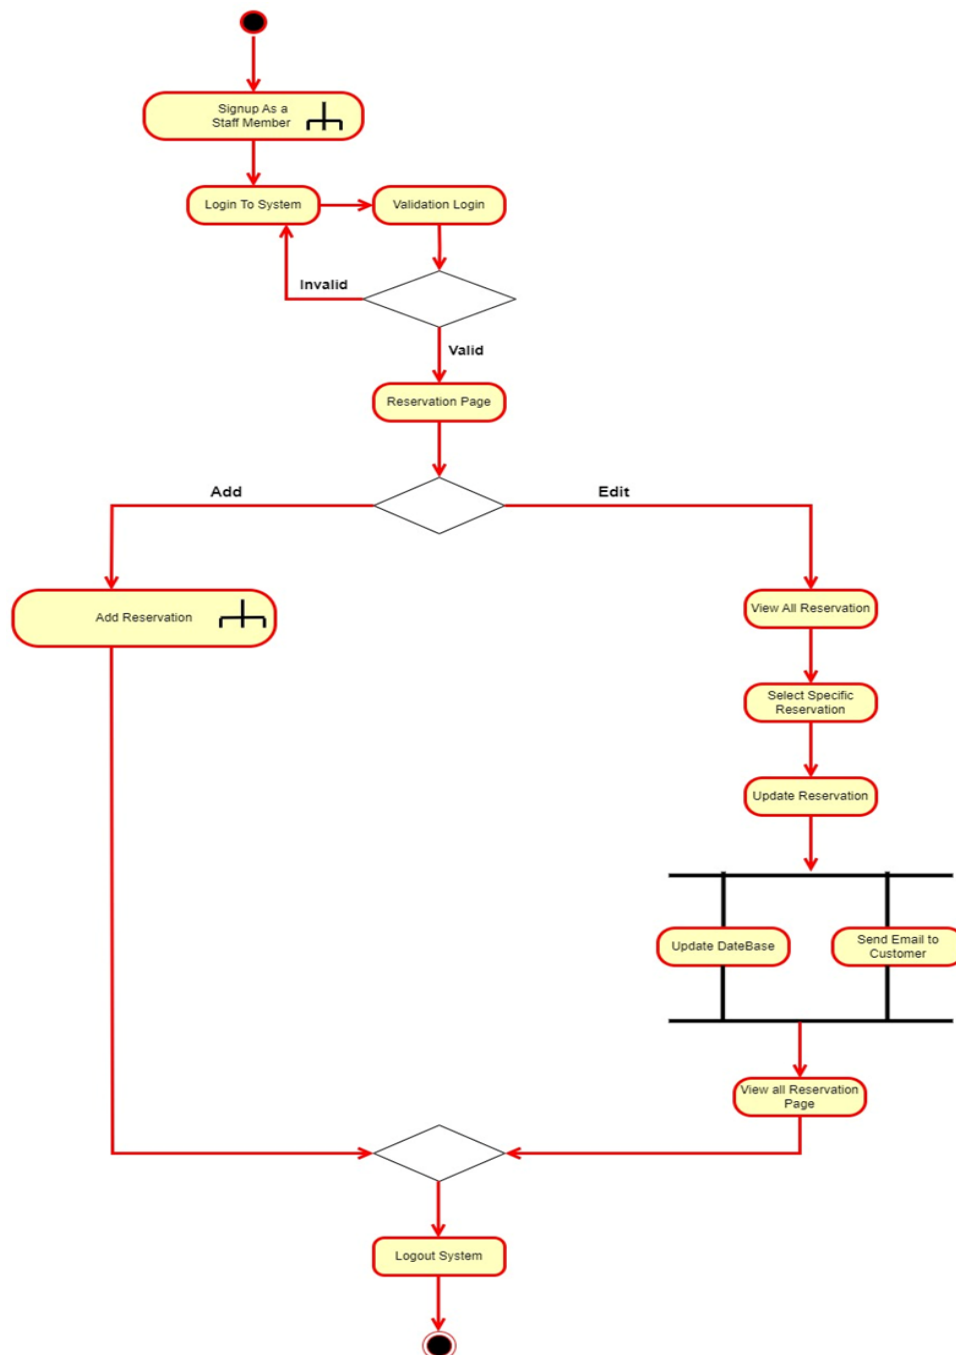 Signup As a
Staff Member
Login To System
Validation Login
Invalid
Valid
Reservation Page
Add
Edit
Add Reservation
View All Reservation
Select Specific
Reservation
Update Reservation
Update DateBase
Send Email to
Customer
View all Reservation
Page
Logout System